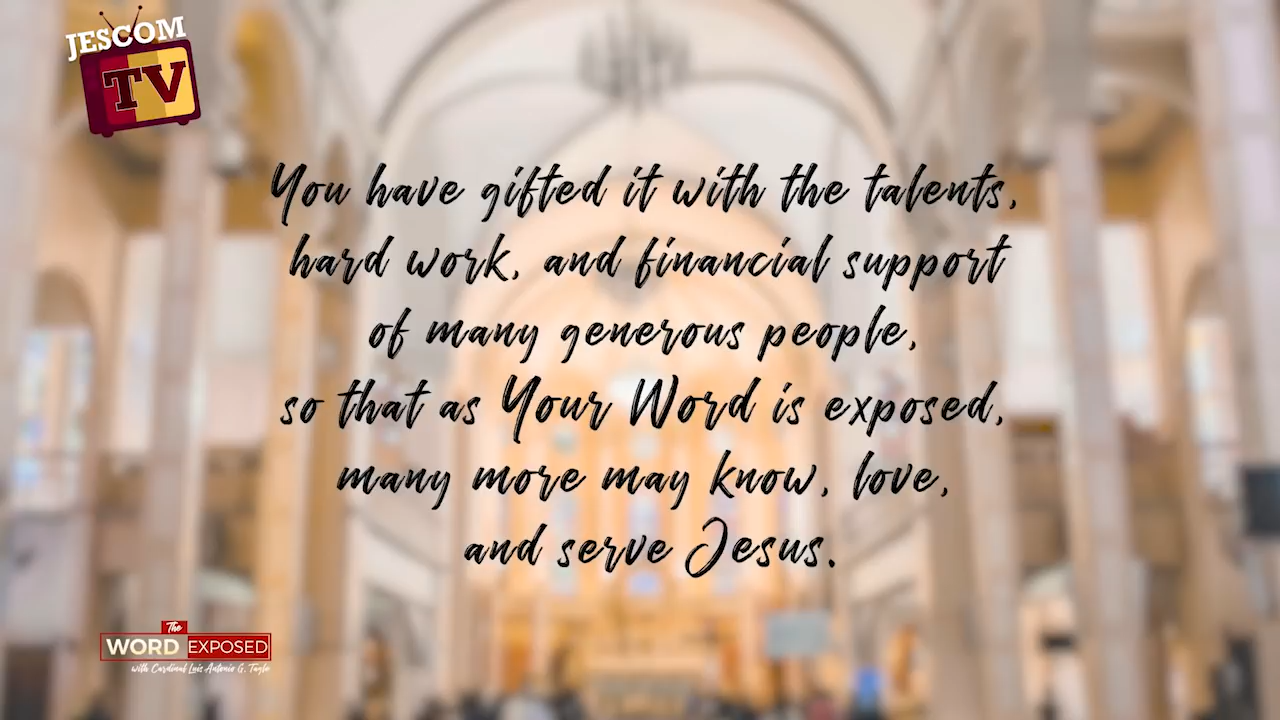 JESCOM
TV
You have gifted it with the talents,
hard work, and financial support
of many generous people,
so that as Your Word is exposed,
many more may know, love,
and serve Jesus.
The
WORD EXPOSED
with Cardinal Luis Antonio G. Tagle